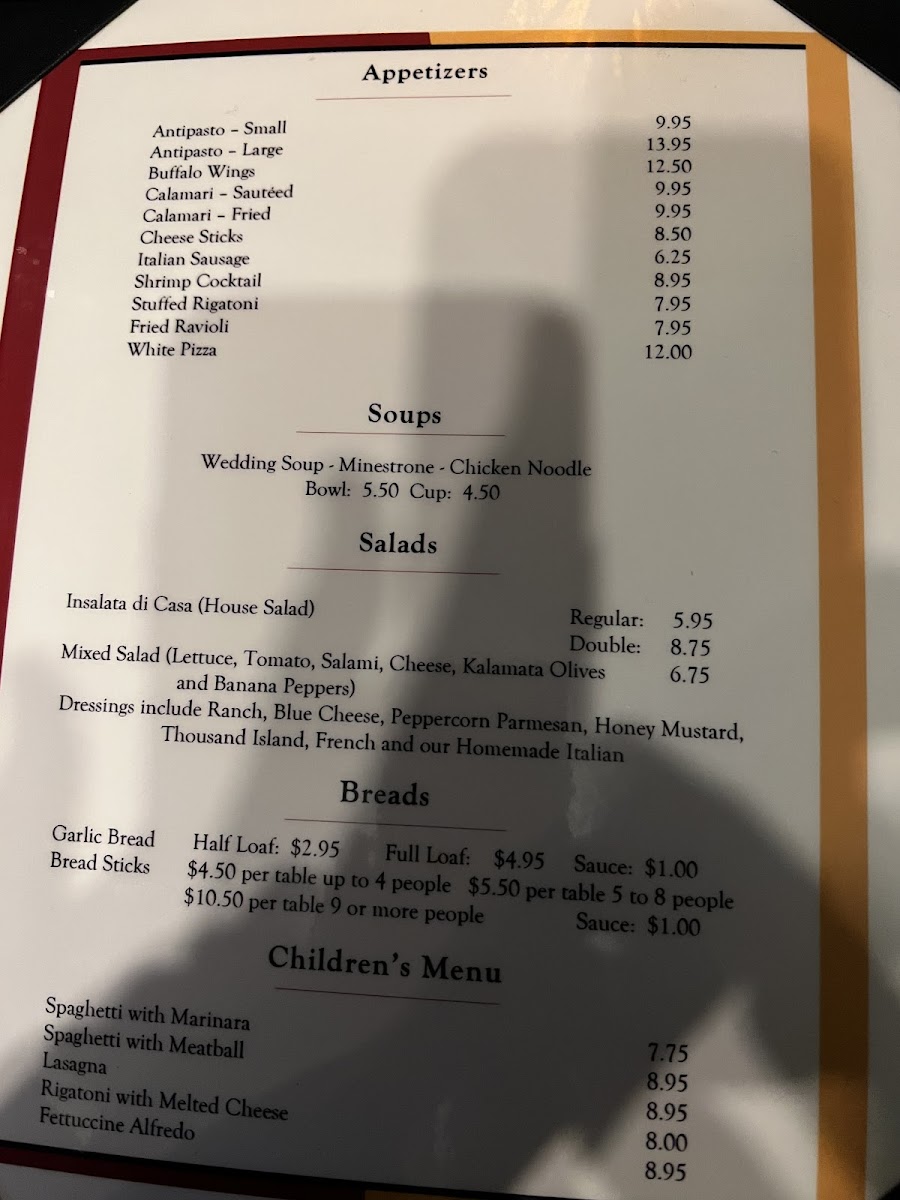 Appetizers
Antipasto – Small 9.95
Antipasto – Large 13.95
Buffalo Wings 12.50
Calamari – Sautéed 9.95
Calamari – Fried 9.95
Cheese Sticks 8.50
Italian Sausage 6.25
Shrimp Cocktail 8.95
Stuffed Rigatoni 7.95
Fried Ravioli 7.95
White Pizza 12.00
Soups
Wedding Soup - Minestrone - Chicken Noodle
Bowl: 5.50 Cup: 4.50
Salads
Insalata di Casa (House Salad) Regular: 5.95
Double: 8.75
Mixed Salad (Lettuce, Tomato, Salami, Cheese, Kalamata Olives 6.75
and Banana Peppers)
Dressings include Ranch, Blue Cheese, Peppercorn Parmesan, Honey Mustard,
Thousand Island, French and our Homemade Italian
Breads
Garlic Bread Half Loaf: $2.95 Full Loaf: $4.95 Sauce: $1.00
Bread Sticks $4.50 per table up to 4 people $5.50 per table 5 to 8 people
$10.50 per table 9 or more people Sauce: $1.00
Children's Menu
Spaghetti with Marinara 7.75
Spaghetti with Meatball 8.95
Lasagna 8.95
Rigatoni with Melted Cheese 8.00
Fettuccine Alfredo 8.95